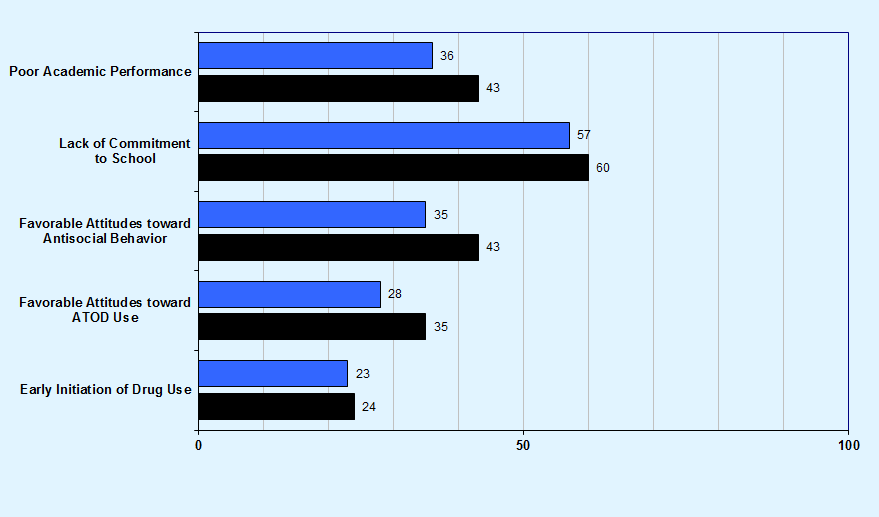 Poor Academic Performance
36
43
Lack of Commitment
to School
57
60
Favorable Attitudes toward
Antisocial Behavior
35
43
Favorable Attitudes toward
ATOD Use
28
35
Early Initiation of Drug Use
23
24
0 50 100